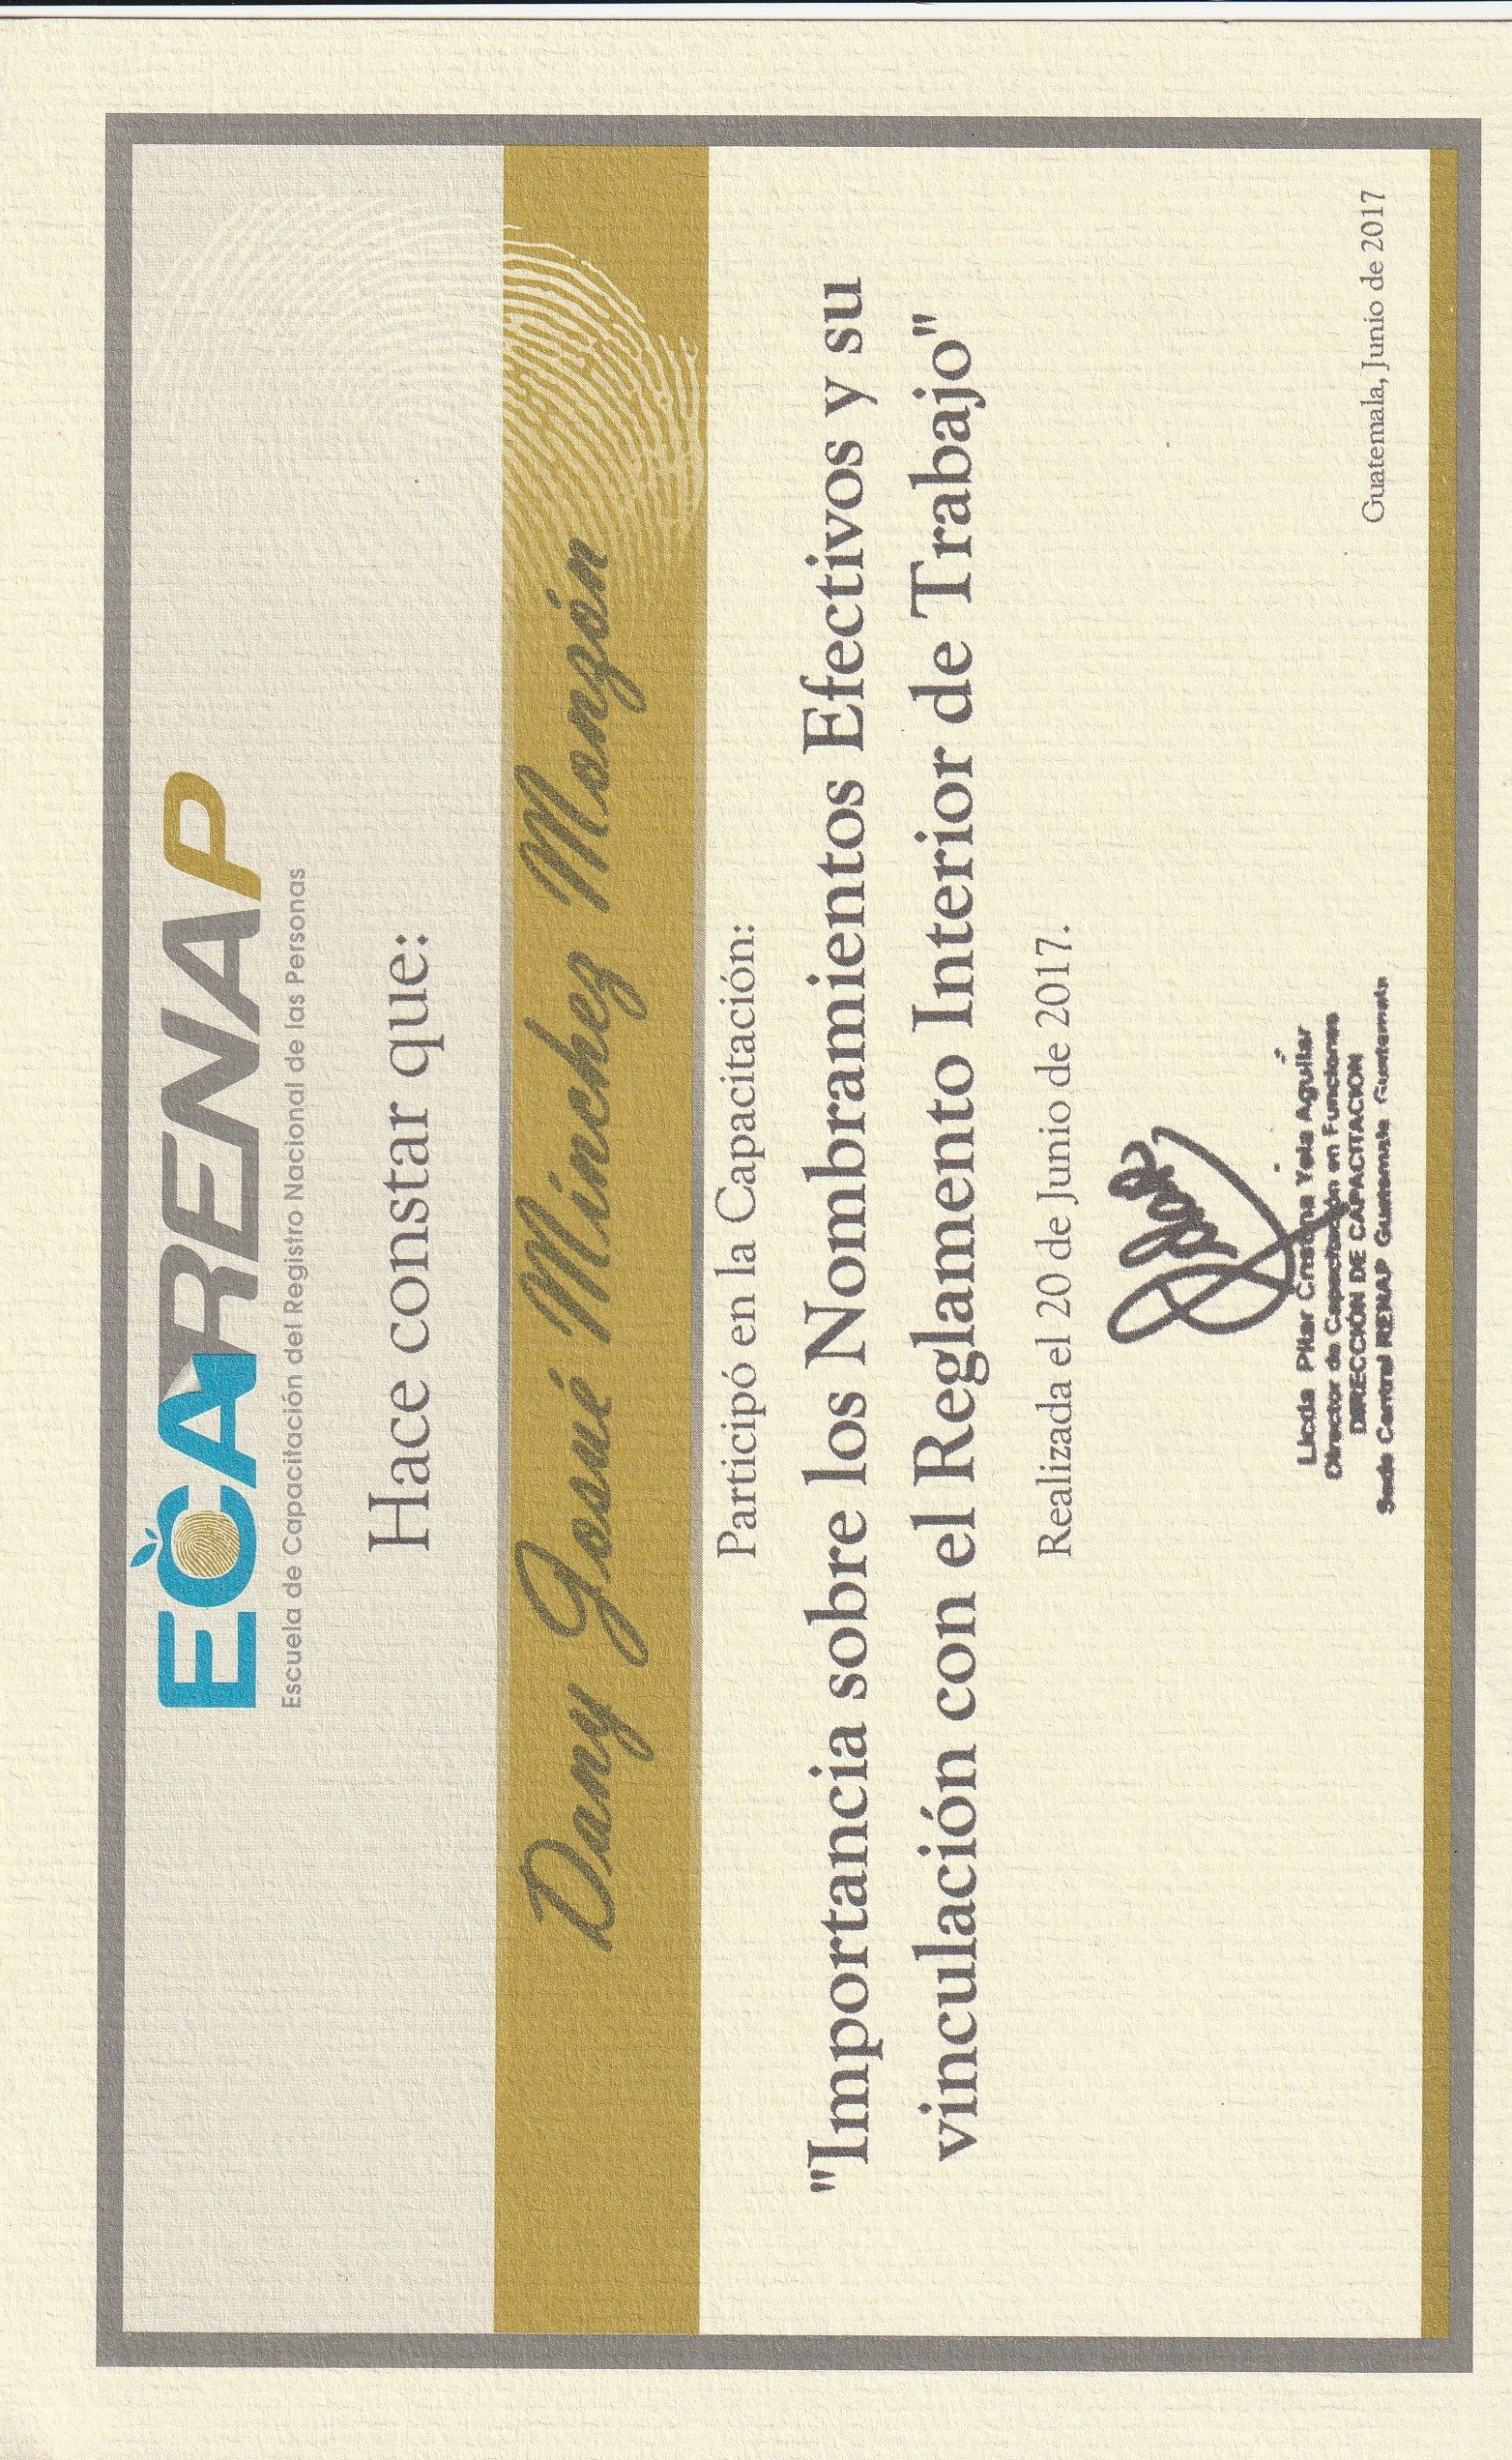 ECARENAP
Escuela de Capacitación del Registro Nacional de las Personas
Hace constar que:
Dany Josué Mínchez Monzón
Participó en la Capacitación:
"Importancia sobre los Nombramientos Efectivos y su
vinculación con el Reglamento Interior de Trabajo"
Realizada el 20 de Junio de 2017.
Licda Pilar Cristina Yela Aguilar
Director de Capacitación en Funciones
DIRECCIÓN DE CAPACITACION
Sede Central RENAP Guatemala Guatemala
Guatemala, Junio de 2017